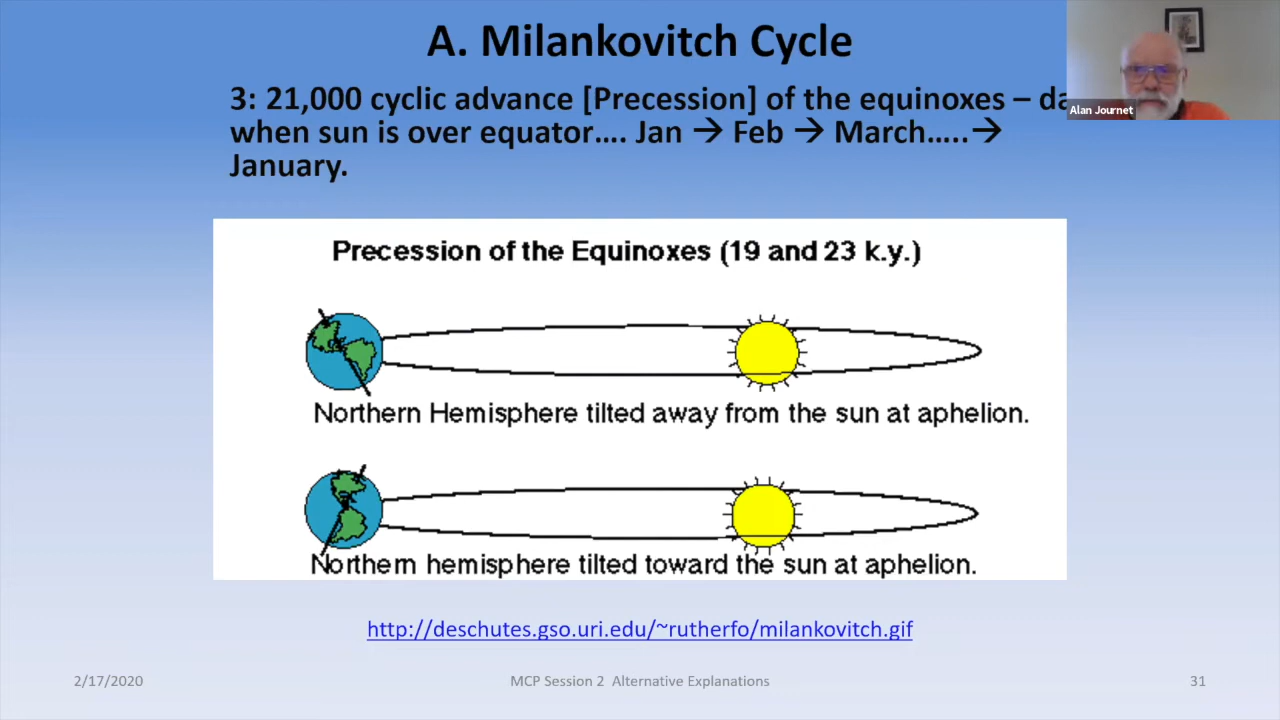 A. Milankovitch Cycle
3: 21,000 cyclic advance [Precession] of the equinoxes –
when sun is over equator…. Jan → Feb → March…..→
January.
Alan Journet
Precession of the Equinoxes (19 and 23 k.y.)
Northern Hemisphere tilted away from the sun at aphelion.
Northern hemisphere tilted toward the sun at aphelion.
http://deschutes.gso.uri.edu/~rutherfo/milankovitch.gif
2/17/2020
MCP Session 2 Alternative Explanations
31